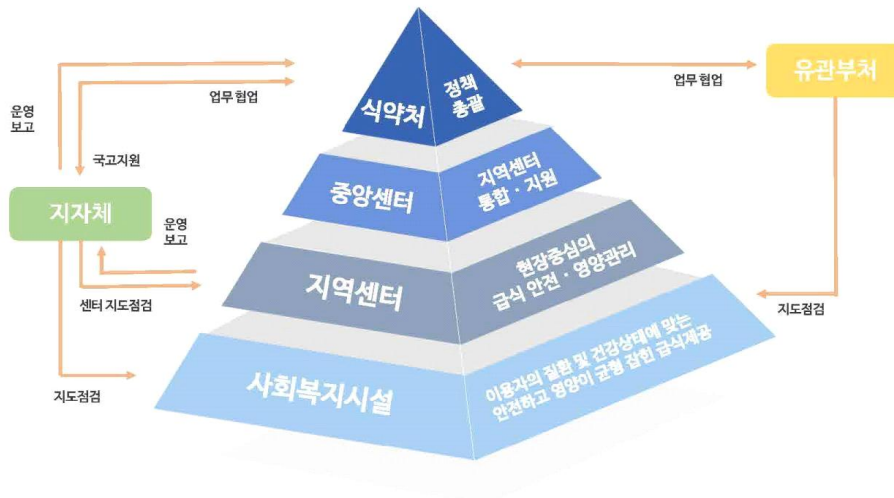 정책
총괄
식약처
유관부처
업무 협업
업무 협업
운영
보고
국고지원
지역센터
통합·지원
중앙센터
지자체
운영
보고
현장중심의
급식 안전·영양관리
지역센터
센터 지도점검
지도점검
이용자의 질환 및 건강상태에 맞는
안전하고 영양이 균형 잡힌 급식제공
사회복지시설
지도점검